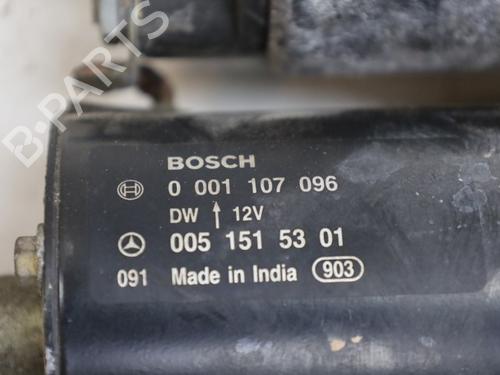 BOSCH
0 001 107 096
DW ↑ 12V
005 151 53 01
091 Made in India 903
B-PARTS